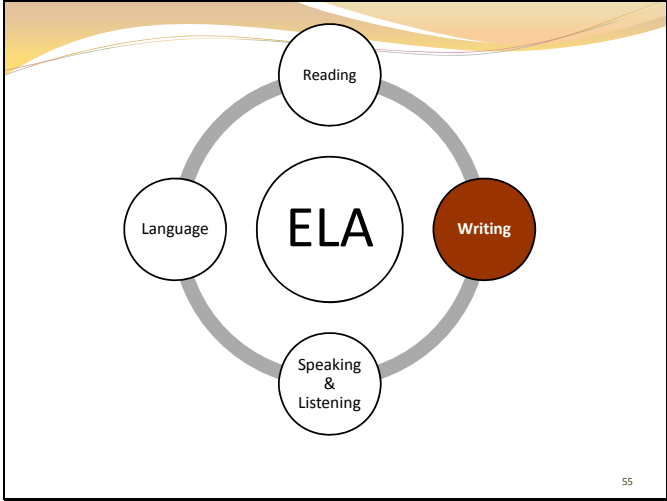 Reading
Language
ELA
Writing
Speaking
&
Listening
55